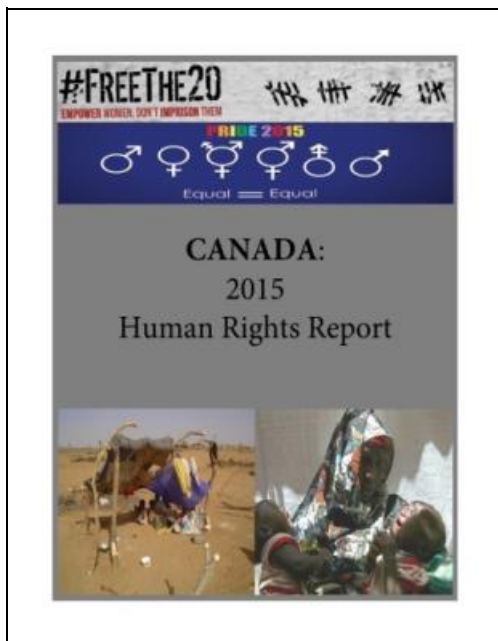 #FREETHE20
EMPOWER WOMEN. DON'T IMPRISON THEM
PRIDE 2015
Equal = Equal
CANADA:
2015
Human Rights Report